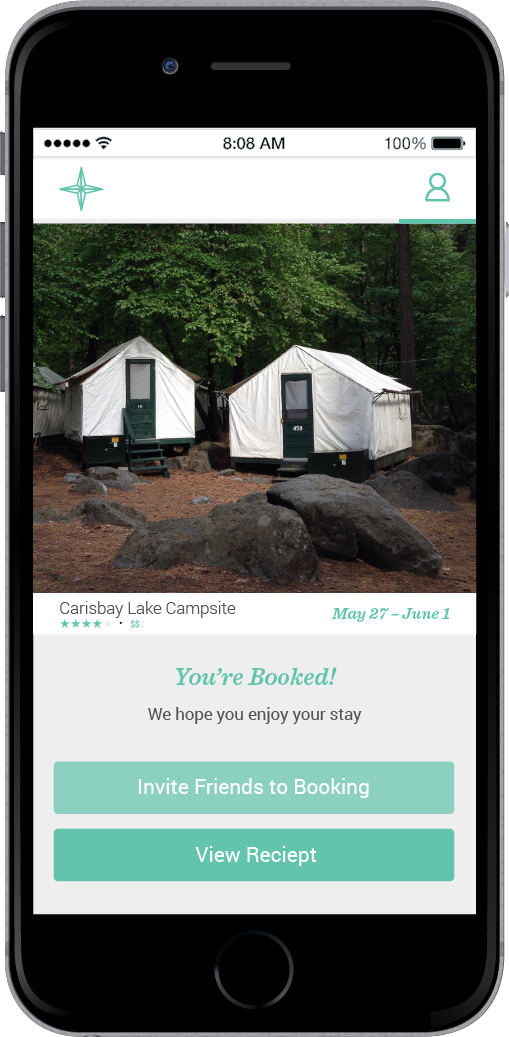 8:08 AM
100%
450
Carisbay Lake Campsite
May 27 – June 1
$$$
You're Booked!
We hope you enjoy your stay
Invite Friends to Booking
View Reciept